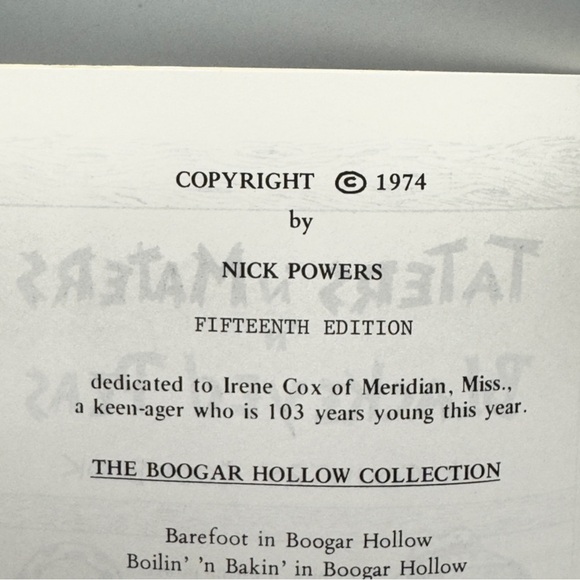 COPYRIGHT © 1974
by
NICK POWERS
FIFTEENTH EDITION
dedicated to Irene Cox of Meridian, Miss.,
a keen-ager who is 103 years young this year.
THE BOOGAR HOLLOW COLLECTION
Barefoot in Boogar Hollow
Boilin' 'n Bakin' in Boogar Hollow